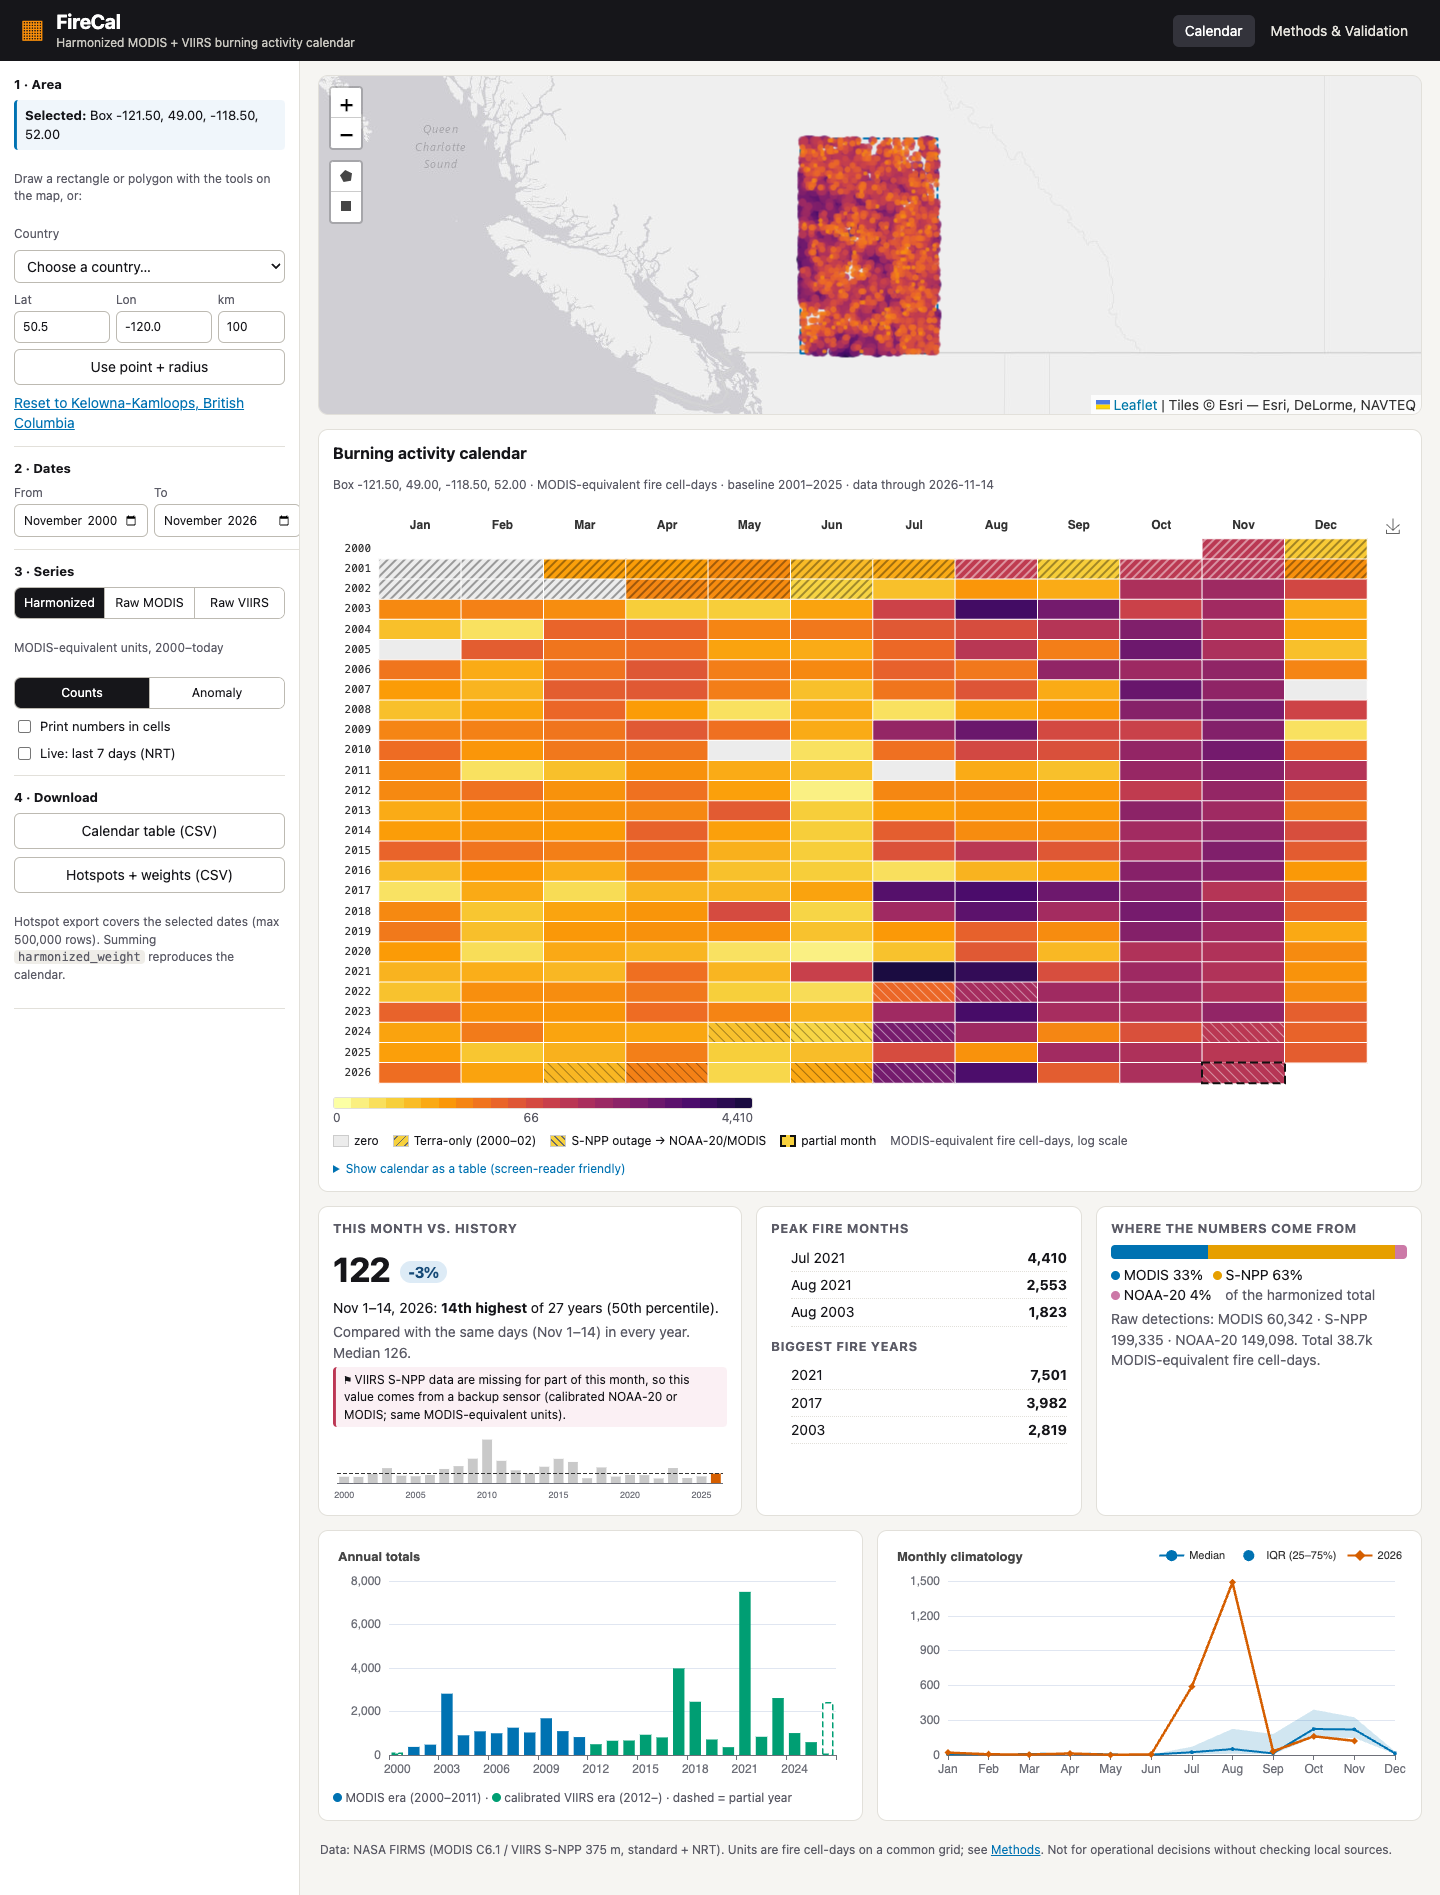 FireCal
Harmonized MODIS + VIIRS burning activity calendar
Calendar
Methods & Validation
1 · Area
Selected: Box -121.50, 49.00, -118.50,
52.00
Draw a rectangle or polygon with the tools on
the map, or:
Country
Choose a country...
Lat Lon km
50.5 -120.0 100
Use point + radius
Reset to Kelowna-Kamloops, British
Columbia
2 · Dates
From To
November 2000 November 2026
3 · Series
Harmonized Raw MODIS Raw VIIRS
MODIS-equivalent units, 2000–today
Counts Anomaly
Print numbers in cells
Live: last 7 days (NRT)
4 · Download
Calendar table (CSV)
Hotspots + weights (CSV)
Hotspot export covers the selected dates (max
500,000 rows). Summing
harmonized_weight reproduces the
calendar.
+
−
Queen
Charlotte
Sound
Leaflet | Tiles © Esri — Esri, DeLorme, NAVTEQ
Burning activity calendar
Box -121.50, 49.00, -118.50, 52.00 · MODIS-equivalent fire cell-days · baseline 2001–2025 · data through 2026-11-14
Jan Feb Mar Apr May Jun Jul Aug Sep Oct Nov Dec
2000
2001
2002
2003
2004
2005
2006
2007
2008
2009
2010
2011
2012
2013
2014
2015
2016
2017
2018
2019
2020
2021
2022
2023
2024
2025
2026
0 66 4,410
zero Terra-only (2000–02) S-NPP outage → NOAA-20/MODIS partial month MODIS-equivalent fire cell-days, log scale
▶ Show calendar as a table (screen-reader friendly)
THIS MONTH VS. HISTORY
122 -3%
Nov 1–14, 2026: 14th highest of 27 years (50th percentile).
Compared with the same days (Nov 1–14) in every year.
Median 126.
⚑ VIIRS S-NPP data are missing for part of this month, so this
value comes from a backup sensor (calibrated NOAA-20 or
MODIS; same MODIS-equivalent units).
2000 2005 2010 2015 2020 2025
PEAK FIRE MONTHS
Jul 2021 4,410
Aug 2021 2,553
Aug 2003 1,823
BIGGEST FIRE YEARS
2021 7,501
2017 3,982
2003 2,819
WHERE THE NUMBERS COME FROM
MODIS 33% S-NPP 63%
NOAA-20 4% of the harmonized total
Raw detections: MODIS 60,342 · S-NPP
199,335 · NOAA-20 149,098. Total 38.7k
MODIS-equivalent fire cell-days.
Annual totals
8,000
6,000
4,000
2,000
0
2000 2003 2006 2009 2012 2015 2018 2021 2024
MODIS era (2000–2011) · calibrated VIIRS era (2012–) · dashed = partial year
Monthly climatology
Median IQR (25–75%) 2026
1,500
1,200
900
600
300
0
Jan Feb Mar Apr May Jun Jul Aug Sep Oct Nov Dec
Data: NASA FIRMS (MODIS C6.1 / VIIRS S-NPP 375 m, standard + NRT). Units are fire cell-days on a common grid; see Methods. Not for operational decisions without checking local sources.